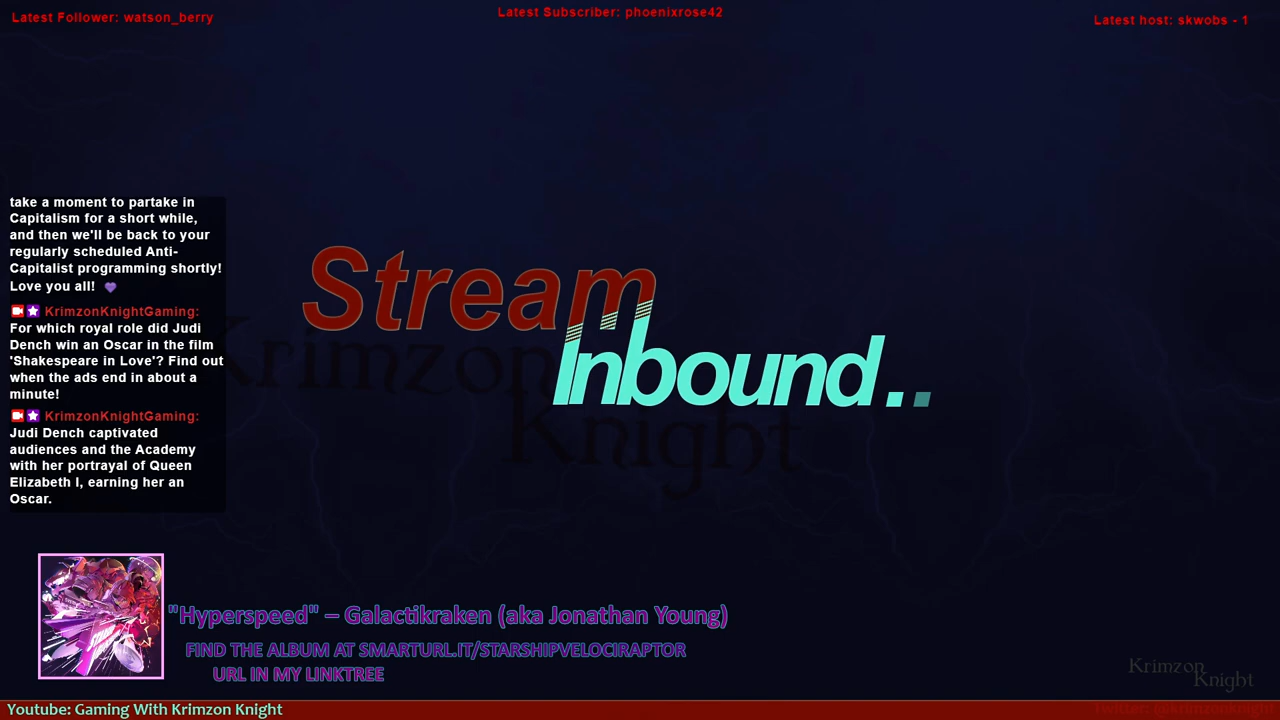 Latest Follower: watson_berry
Latest Subscriber: phoenixrose42
Latest host: skwobs - 1
take a moment to partake in
Capitalism for a short while,
and then we'll be back to your
regularly scheduled Anti-
Capitalist programming shortly!
Love you all!
KrimzonKnightGaming:
For which royal role did Judi
Dench win an Oscar in the film
'Shakespeare in Love'? Find out
when the ads end in about a
minute!
KrimzonKnightGaming:
Judi Dench captivated
audiences and the Academy
with her portrayal of Queen
Elizabeth I, earning her an
Oscar.
Stream
Inbound..
Krimzon
Knight
"Hyperspeed" – Galactikraken (aka Jonathan Young)
FIND THE ALBUM AT SMARTURL.IT/STARSHIPVELOCIRAPTOR
URL IN MY LINKTREE
Krimzon
Knight
Youtube: Gaming With Krimzon Knight
Twitter: @krimzonknight